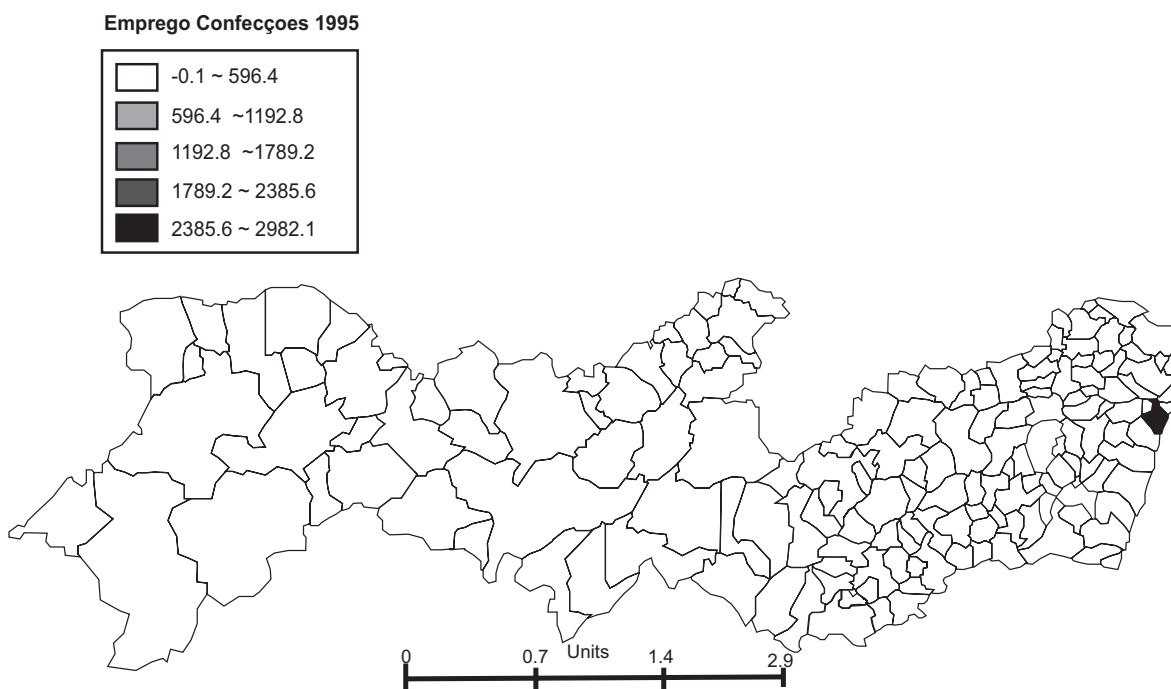 Emprego Confecçoes 1995
-0.1 ~ 596.4
596.4 ~1192.8
1192.8 ~1789.2
1789.2 ~ 2385.6
2385.6 ~ 2982.1
0 0.7 Units 1.4 2.9